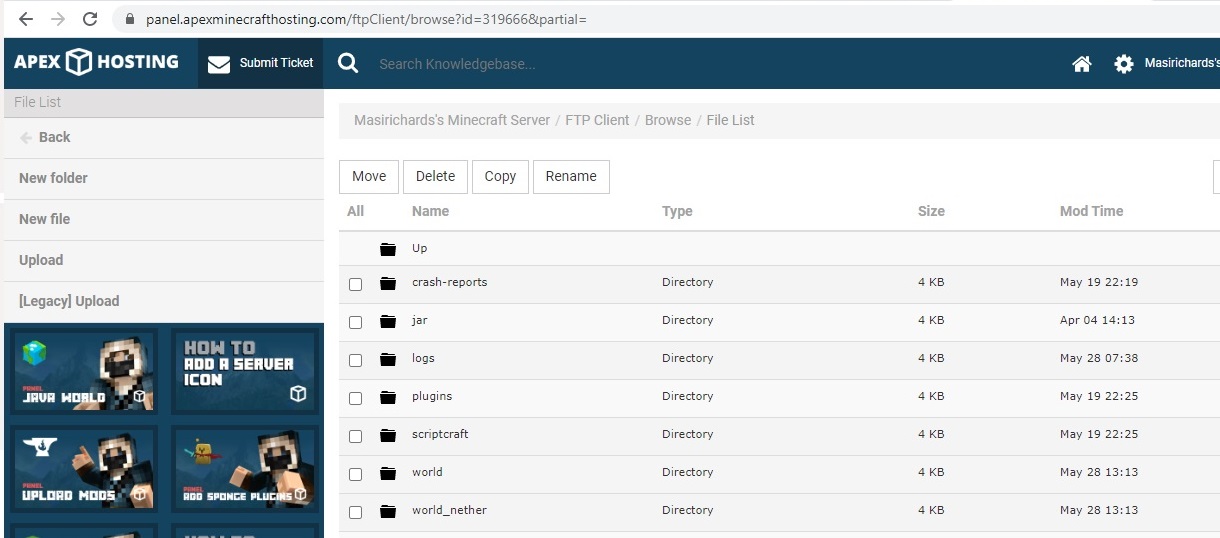 panel.apexminecrafthosting.com/ftpClient/browse?id=319666&partial=
APEX HOSTING
Submit Ticket
Search Knowledgebase...
Masirichards's
File List
Back
New folder
New file
Upload
[Legacy] Upload
PANEL
JAVA WORLD
HOW TO
ADD A SERVER
ICON
PANEL
UPLOAD MODS
PANEL
ADD SPONGE PLUGINS
Masirichards's Minecraft Server / FTP Client / Browse / File List
Move Delete Copy Rename
All Name Type Size Mod Time
Up
crash-reports Directory 4 KB May 19 22:19
jar Directory 4 KB Apr 04 14:13
logs Directory 4 KB May 28 07:38
plugins Directory 4 KB May 19 22:25
scriptcraft Directory 4 KB May 19 22:25
world Directory 4 KB May 28 13:13
world_nether Directory 4 KB May 28 13:13